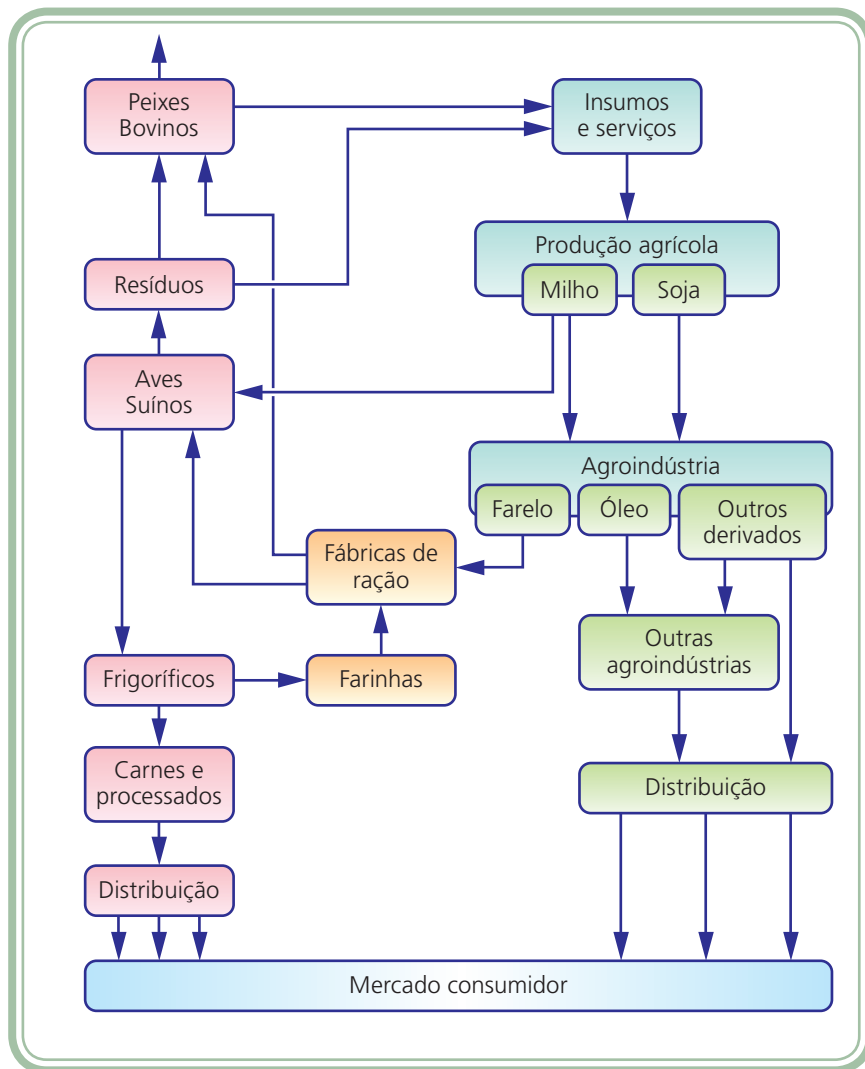 Peixes
Bovinos
Insumos
e serviços
Produção agrícola
Milho
Soja
Resíduos
Aves
Suínos
Agroindústria
Farelo
Óleo
Outros
derivados
Fábricas de
ração
Outras
agroindústrias
Frigoríficos
Farinhas
Carnes e
processados
Distribuição
Distribuição
Mercado consumidor